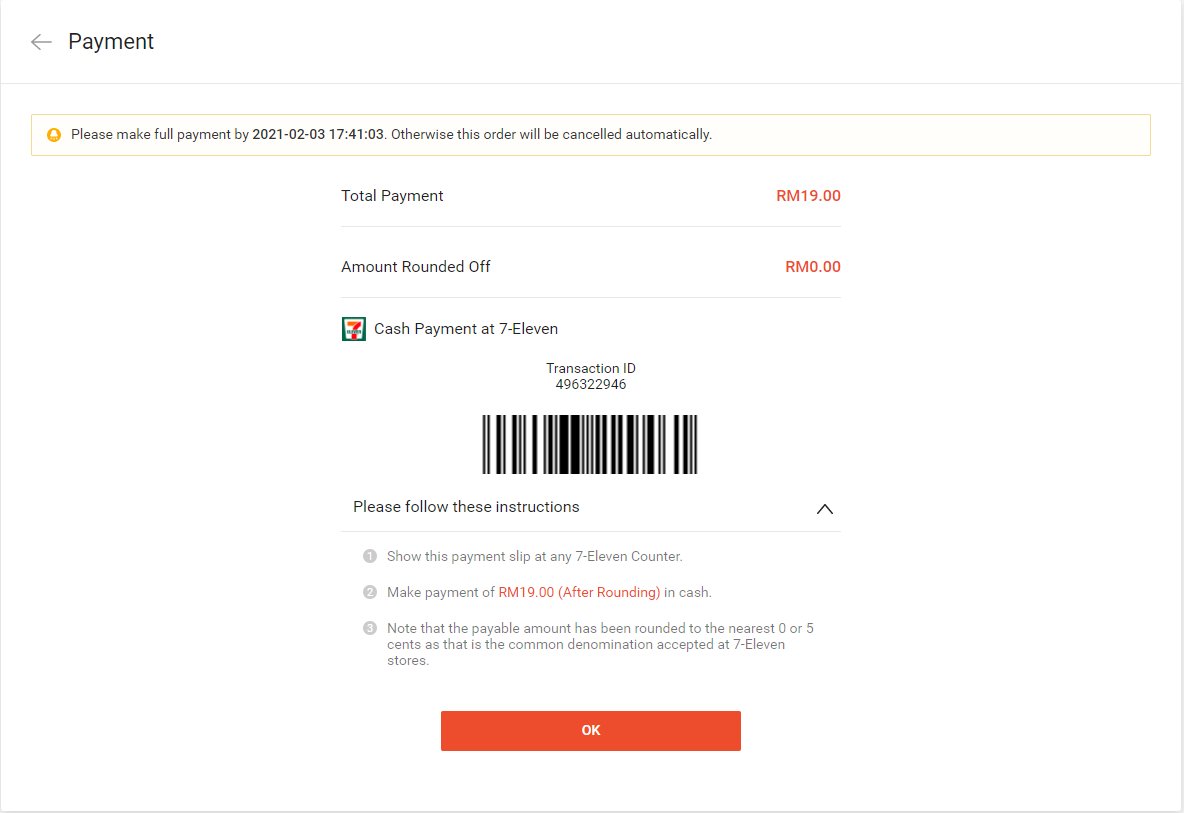 Payment
Please make full payment by 2021-02-03 17:41:03. Otherwise this order will be cancelled automatically.
Total Payment RM19.00
Amount Rounded Off RM0.00
7 ELEVEN Cash Payment at 7-Eleven
Transaction ID
496322946
Please follow these instructions
1 Show this payment slip at any 7-Eleven Counter.
2 Make payment of RM19.00 (After Rounding) in cash.
3 Note that the payable amount has been rounded to the nearest 0 or 5
cents as that is the common denomination accepted at 7-Eleven
stores.
OK